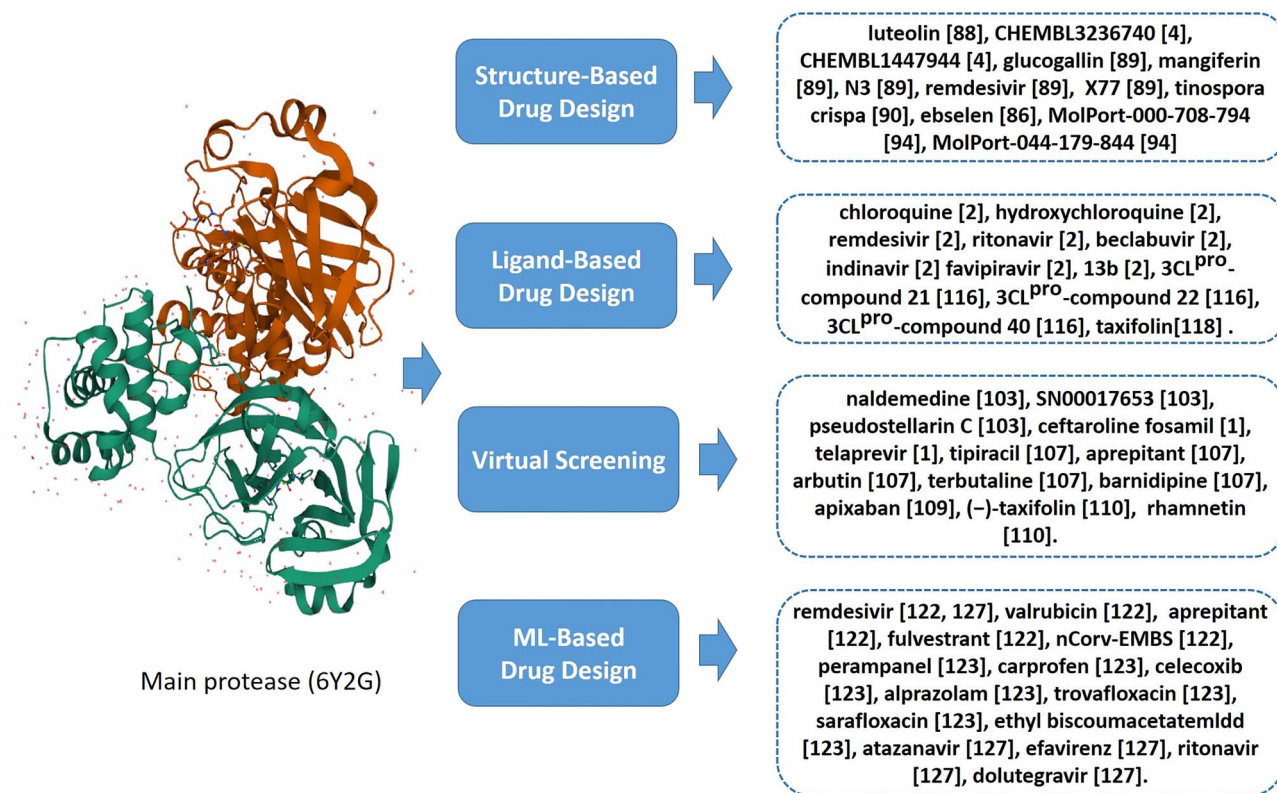 Structure-Based
Drug Design
luteolin [88], CHEMBL3236740 [4],
CHEMBL1447944 [4], glucogallin [89], mangiferin
[89], N3 [89], remdesivir [89], X77 [89], tinospora
crispa [90], ebselen [86], MolPort-000-708-794
[94], MolPort-044-179-844 [94]
Ligand-Based
Drug Design
chloroquine [2], hydroxychloroquine [2],
remdesivir [2], ritonavir [2], beclabuvir [2],
indinavir [2] favipiravir [2], 13b [2], 3CLpro-
compound 21 [116], 3CLpro-compound 22 [116],
3CLpro-compound 40 [116], taxifolin[118] .
Virtual Screening
naldemedine [103], SN00017653 [103],
pseudostellarin C [103], ceftaroline fosamil [1],
telaprevir [1], tipiracil [107], aprepitant [107],
arbutin [107], terbutaline [107], barnidipine [107],
apixaban [109], (−)-taxifolin [110], rhamnetin
[110].
ML-Based
Drug Design
remdesivir [122, 127], valrubicin [122], aprepitant
[122], fulvestrant [122], nCorv-EMBS [122],
perampanel [123], carprofen [123], celecoxib
[123], alprazolam [123], trovafloxacin [123],
sarafloxacin [123], ethyl biscoumacetatemldd
[123], atazanavir [127], efavirenz [127], ritonavir
[127], dolutegravir [127].
Main protease (6Y2G)